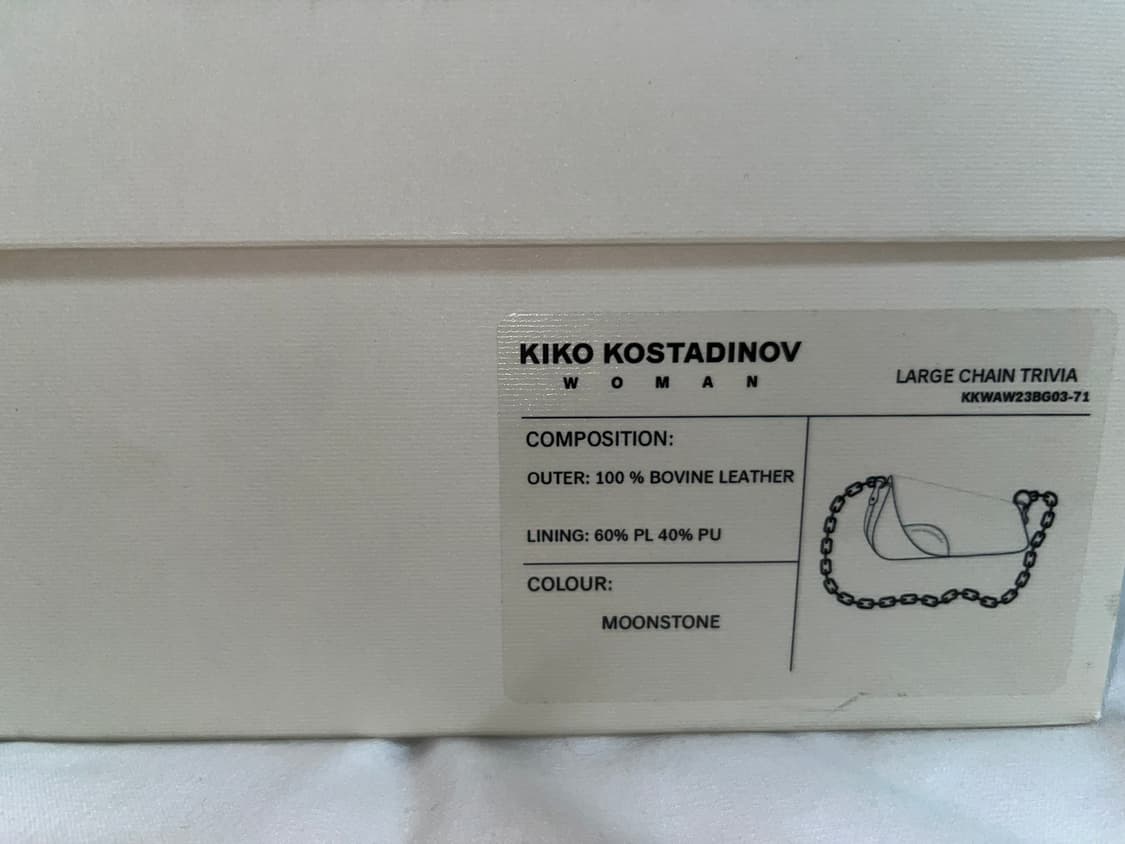 KIKO KOSTADINOV
W O M A N
LARGE CHAIN TRIVIA
KKWAW23BG03-71
COMPOSITION:
OUTER: 100 % BOVINE LEATHER
LINING: 60% PL 40% PU
COLOUR:
MOONSTONE